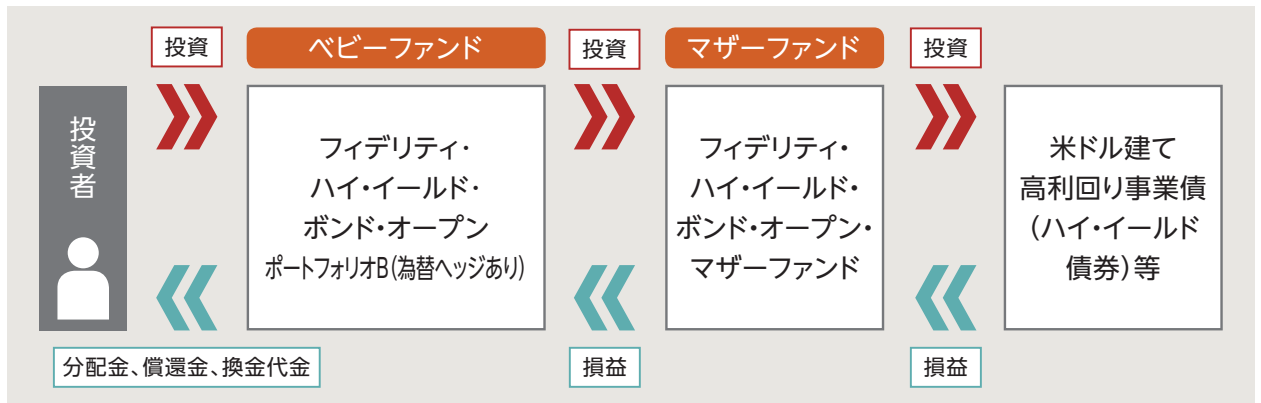 投資
ベビーファンド
投資
マザーファンド
投資
投資者
フィデリティ・
ハイ・イールド・
ボンド・オープン
ポートフォリオB(為替ヘッジあり)
フィデリティ・
ハイ・イールド・
ボンド・オープン・
マザーファンド
米ドル建て
高利回り事業債
(ハイ・イールド
債券)等
分配金、償還金、換金代金
損益
損益